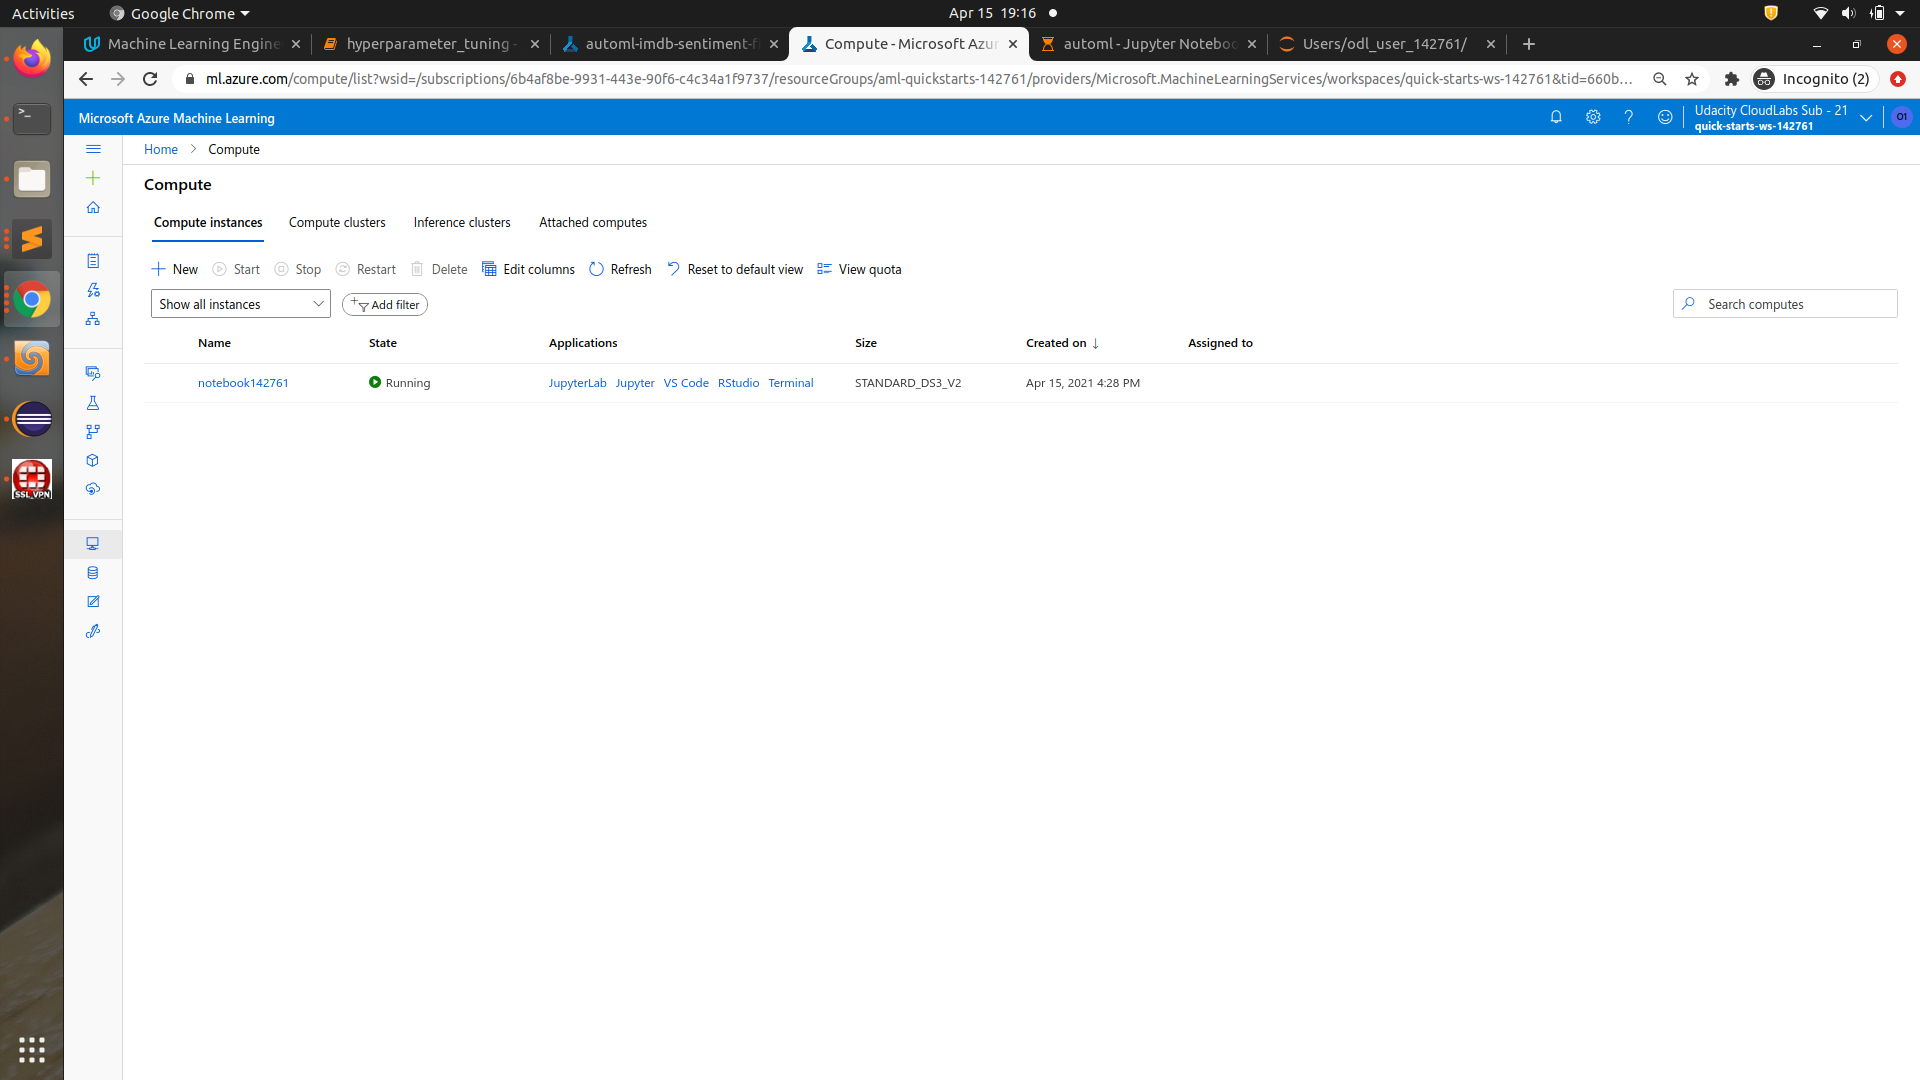 Activities
Google Chrome
Apr 15 19:16
Machine Learning Engine
hyperparameter_tuning -
automl-imdb-sentiment-f
Compute - Microsoft Azur
automl - Jupyter Noteboo
Users/odl_user_142761/
ml.azure.com/compute/list?wsid=/subscriptions/6b4af8be-9931-443e-90f6-c4c34a1f9737/resourceGroups/aml-quickstarts-142761/providers/Microsoft.MachineLearningServices/workspaces/quick-starts-ws-142761&tid=660b...
Incognito (2)
Microsoft Azure Machine Learning
Udacity CloudLabs Sub - 21
quick-starts-ws-142761
O1
Home
Compute
Compute
Compute instances
Compute clusters
Inference clusters
Attached computes
New
Start
Stop
Restart
Delete
Edit columns
Refresh
Reset to default view
View quota
Show all instances
Add filter
Search computes
Name State Applications Size Created on ↓ Assigned to
notebook142761 Running JupyterLab Jupyter VS Code RStudio Terminal STANDARD_DS3_V2 Apr 15, 2021 4:28 PM
SSL VPN